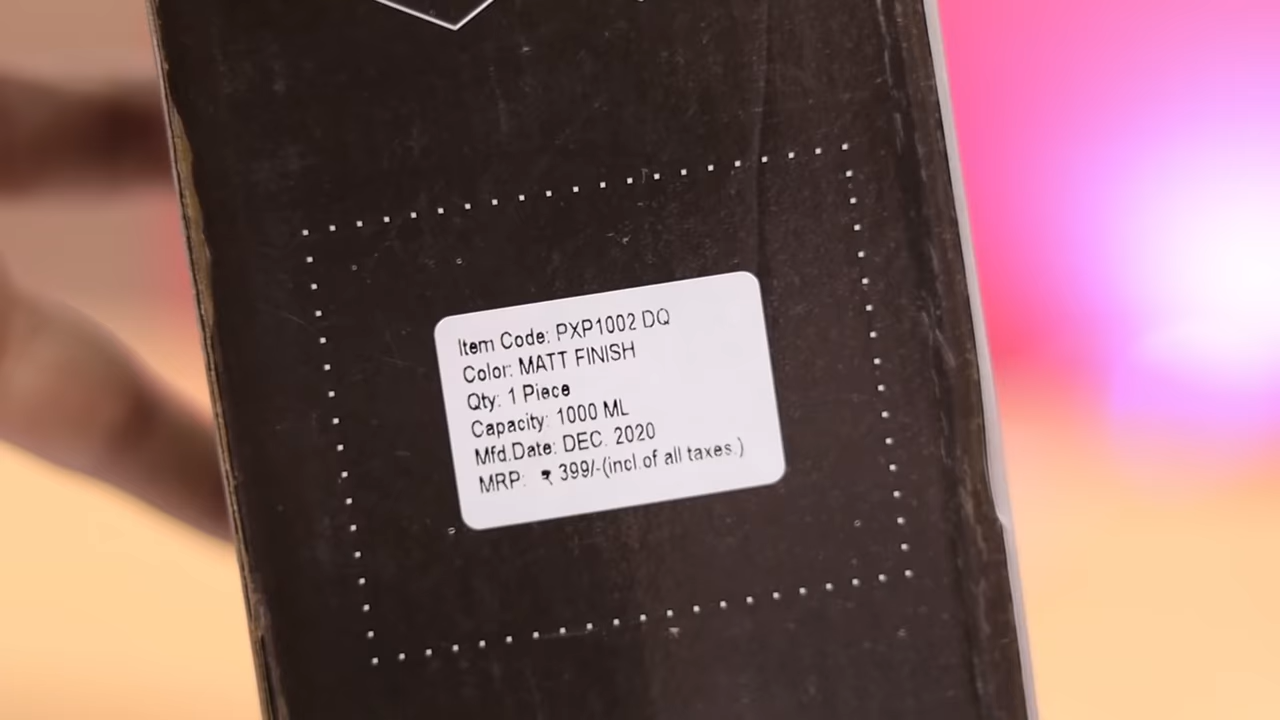 Item Code: PXP1002 DQ
Color: MATT FINISH
Qty: 1 Piece
Capacity: 1000 ML
Mfd.Date: DEC. 2020
MRP: ₹ 399/-(incl.of all taxes.)